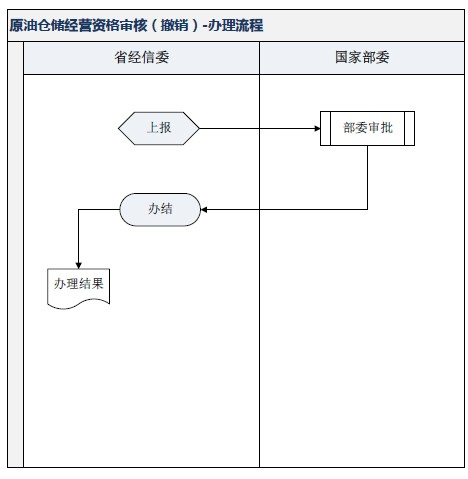 原油仓储经营资格审核（撤销）-办理流程
省经信委
国家部委
上报
部委审批
办结
办理结果